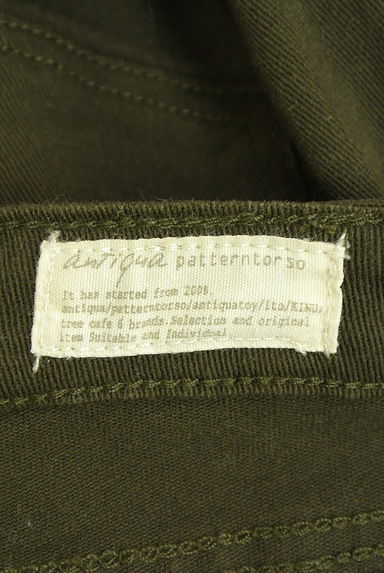 antiqua patterntorso
It has started from 2008.
antiqua/patterntorso/antiquatoy/ito/KINO,
tree cafe 6 brands.Selection and original
item Suitable and Individual